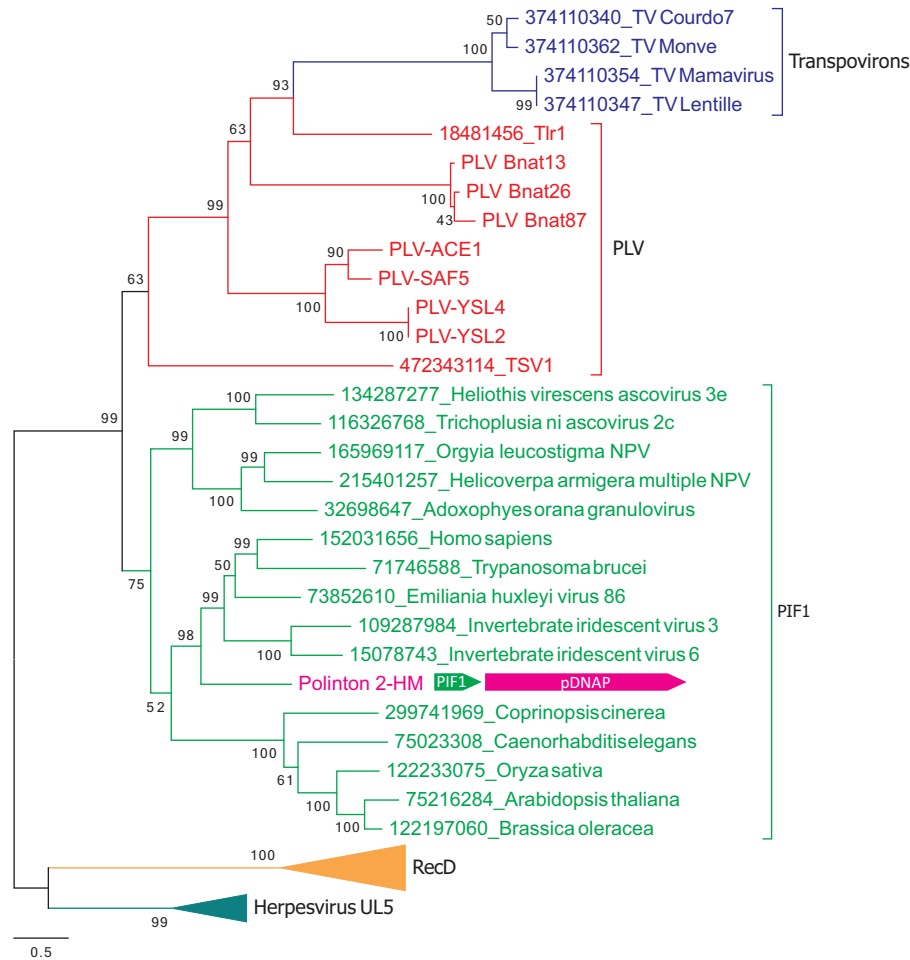 50
374110340_TV Courdo7
100
374110362_TV Monve
Transpovirons
93
374110354_TV Mamavirus
99
374110347_TV Lentille
63
18481456_Tlr1
PLV Bnat13
100
PLV Bnat26
99
43
PLV Bnat87
PLV
90
PLV-ACE1
63
PLV-SAF5
100
PLV-YSL4
100
PLV-YSL2
472343114_TSV1
99
100
134287277_Heliothis virescens ascovirus 3e
99
116326768_Trichoplusia ni ascovirus 2c
99
165969117_Orgyia leucostigma NPV
100
215401257_Helicoverpa armigera multiple NPV
32698647_Adoxophyes orana granulovirus
99
152031656_Homo sapiens
75
50
71746588_Trypanosoma brucei
99
73852610_Emiliania huxleyi virus 86
PIF1
98
109287984_Invertebrate iridescent virus 3
100
15078743_Invertebrate iridescent virus 6
Polinton 2-HM PIF1 pDNAP
52
299741969_Coprinopsis cinerea
100
75023308_Caenorhabditis elegans
61
122233075_Oryza sativa
100
75216284_Arabidopsis thaliana
100
122197060_Brassica oleracea
100
RecD
99
Herpesvirus UL5
0.5